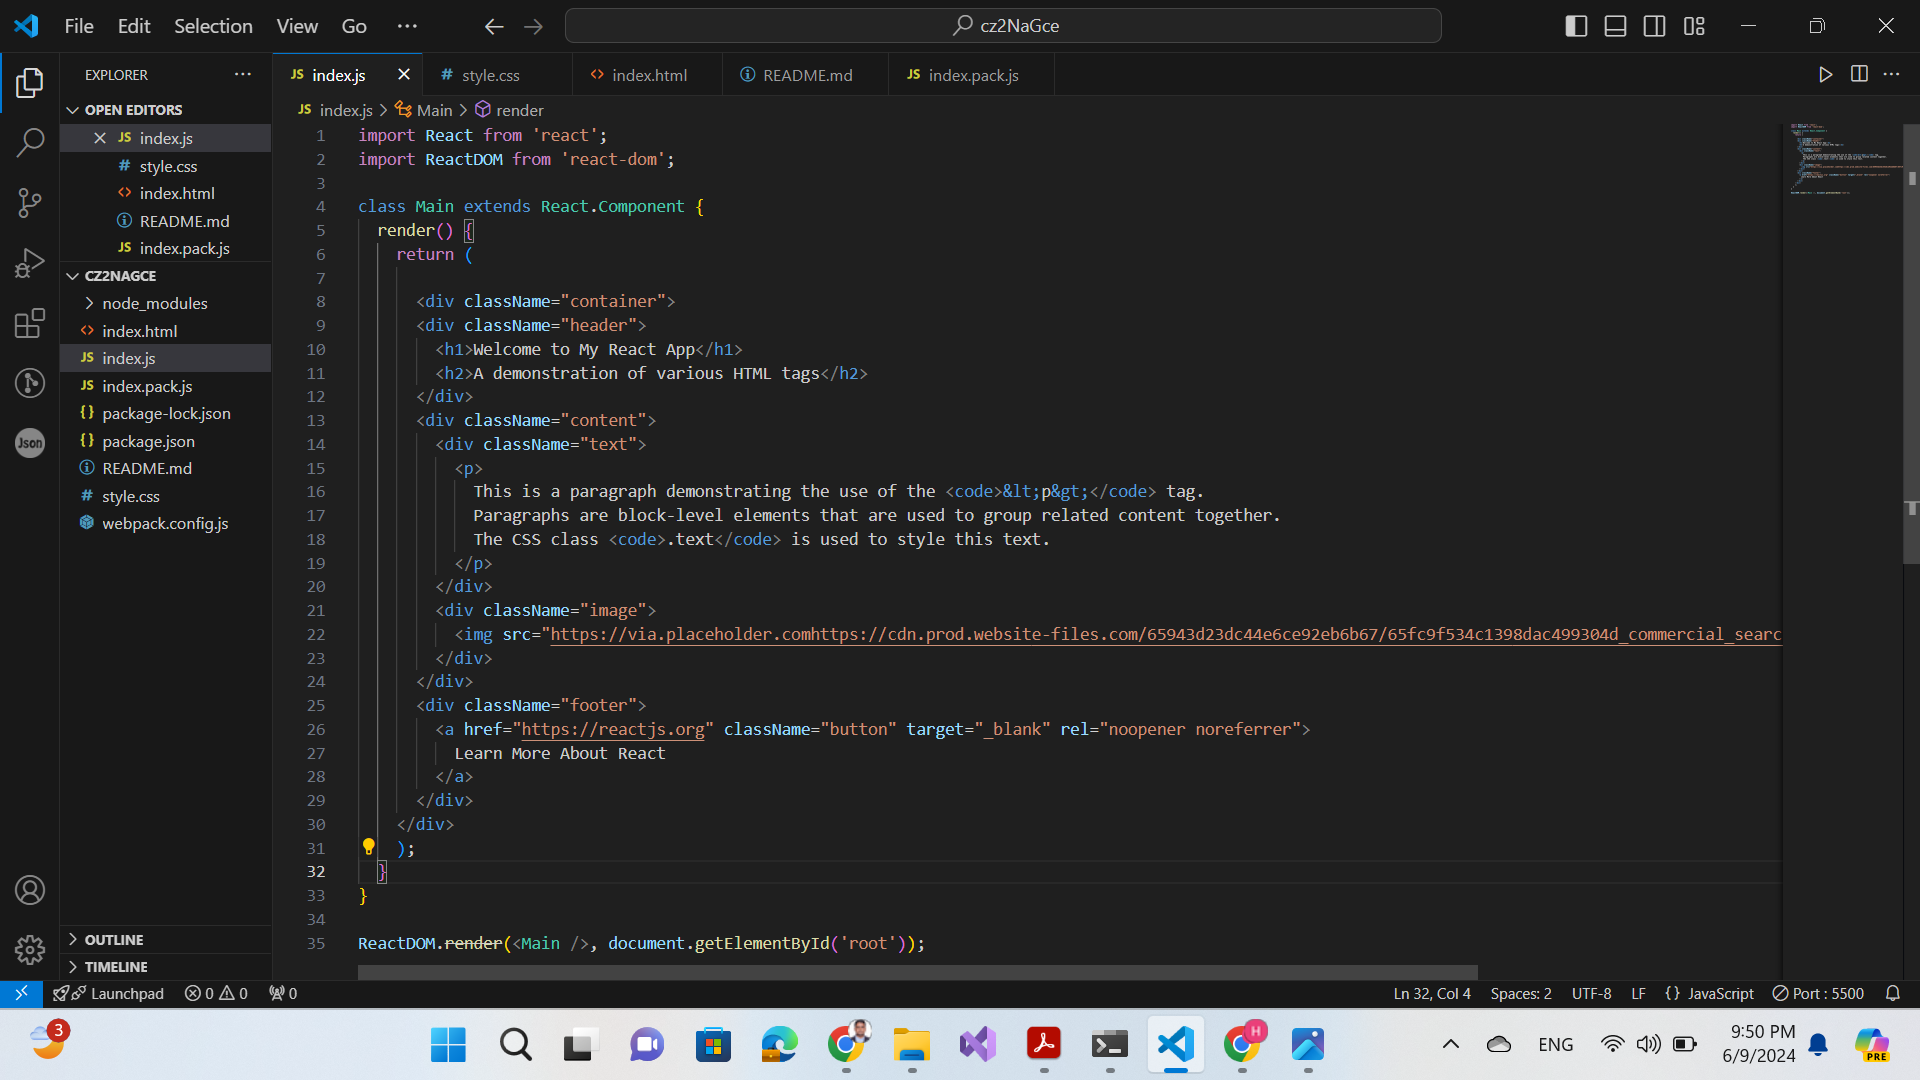 File Edit Selection View Go ···
cz2NaGce
EXPLORER ···
OPEN EDITORS
JS index.js
# style.css
<> index.html
README.md
JS index.pack.js
CZ2NAGCE
node_modules
<> index.html
JS index.js
JS index.pack.js
{} package-lock.json
{} package.json
README.md
# style.css
webpack.config.js
OUTLINE
TIMELINE
JS index.js # style.css <> index.html README.md JS index.pack.js
JS index.js > Main > render
1 import React from 'react';
2 import ReactDOM from 'react-dom';
3
4 class Main extends React.Component {
5 render() {
6 return (
7
8 <div className="container">
9 <div className="header">
10 <h1>Welcome to My React App</h1>
11 <h2>A demonstration of various HTML tags</h2>
12 </div>
13 <div className="content">
14 <div className="text">
15 <p>
16 This is a paragraph demonstrating the use of the <code>&lt;p&gt;</code> tag.
17 Paragraphs are block-level elements that are used to group related content together.
18 The CSS class <code>.text</code> is used to style this text.
19 </p>
20 </div>
21 <div className="image">
22 <img src="https://via.placeholder.comhttps://cdn.prod.website-files.com/65943d23dc44e6ce92eb6b67/65fc9f534c1398dac499304d_commercial_searc
23 </div>
24 </div>
25 <div className="footer">
26 <a href="https://reactjs.org" className="button" target="_blank" rel="noopener noreferrer">
27 Learn More About React
28 </a>
29 </div>
30 </div>
31 );
32 }
33 }
34
35 ReactDOM.render(<Main />, document.getElementById('root'));
Json
Launchpad 0 0 0
Ln 32, Col 4 Spaces: 2 UTF-8 LF {} JavaScript Port : 5500
3
H
ENG
9:50 PM
6/9/2024
PRE